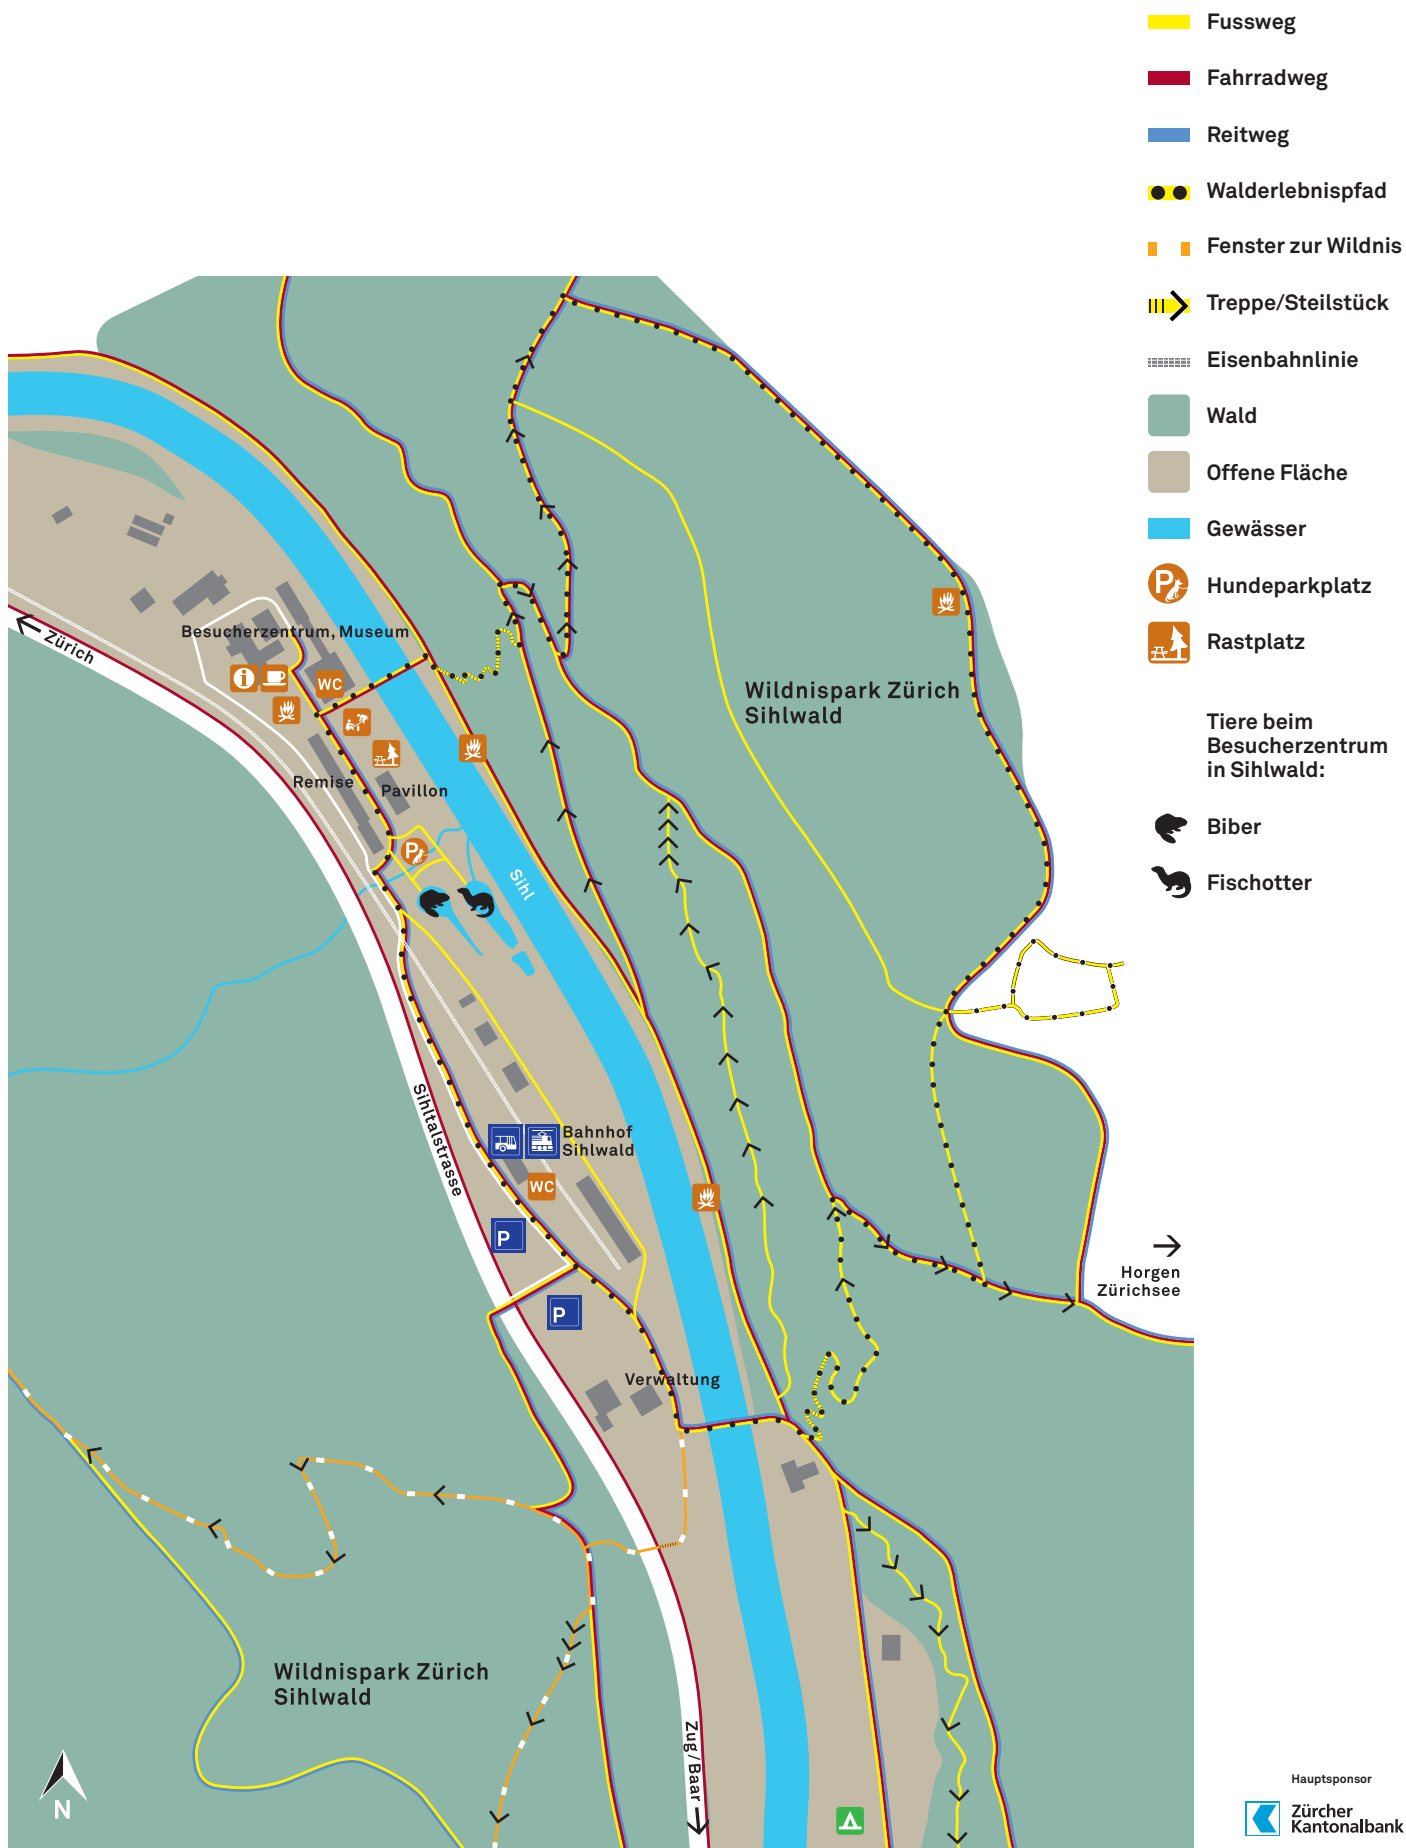 Fussweg
Fahrradweg
Reitweg
Walderlebnispfad
Fenster zur Wildnis
Treppe/Steilstück
Eisenbahnlinie
Wald
Offene Fläche
Gewässer
P
Hundeparkplatz
Rastplatz
Tiere beim
Besucherzentrum
in Sihlwald:
Biber
Fischotter
Zürich
Besucherzentrum, Museum
i
WC
Wildnispark Zürich
Sihlwald
Remise
Pavillon
P
Sihl
Sihltalstrasse
Bahnhof
Sihlwald
WC
P
P
Horgen
Zürichsee
Verwaltung
Wildnispark Zürich
Sihlwald
Zug/Baar
N
Hauptsponsor
Zürcher
Kantonalbank